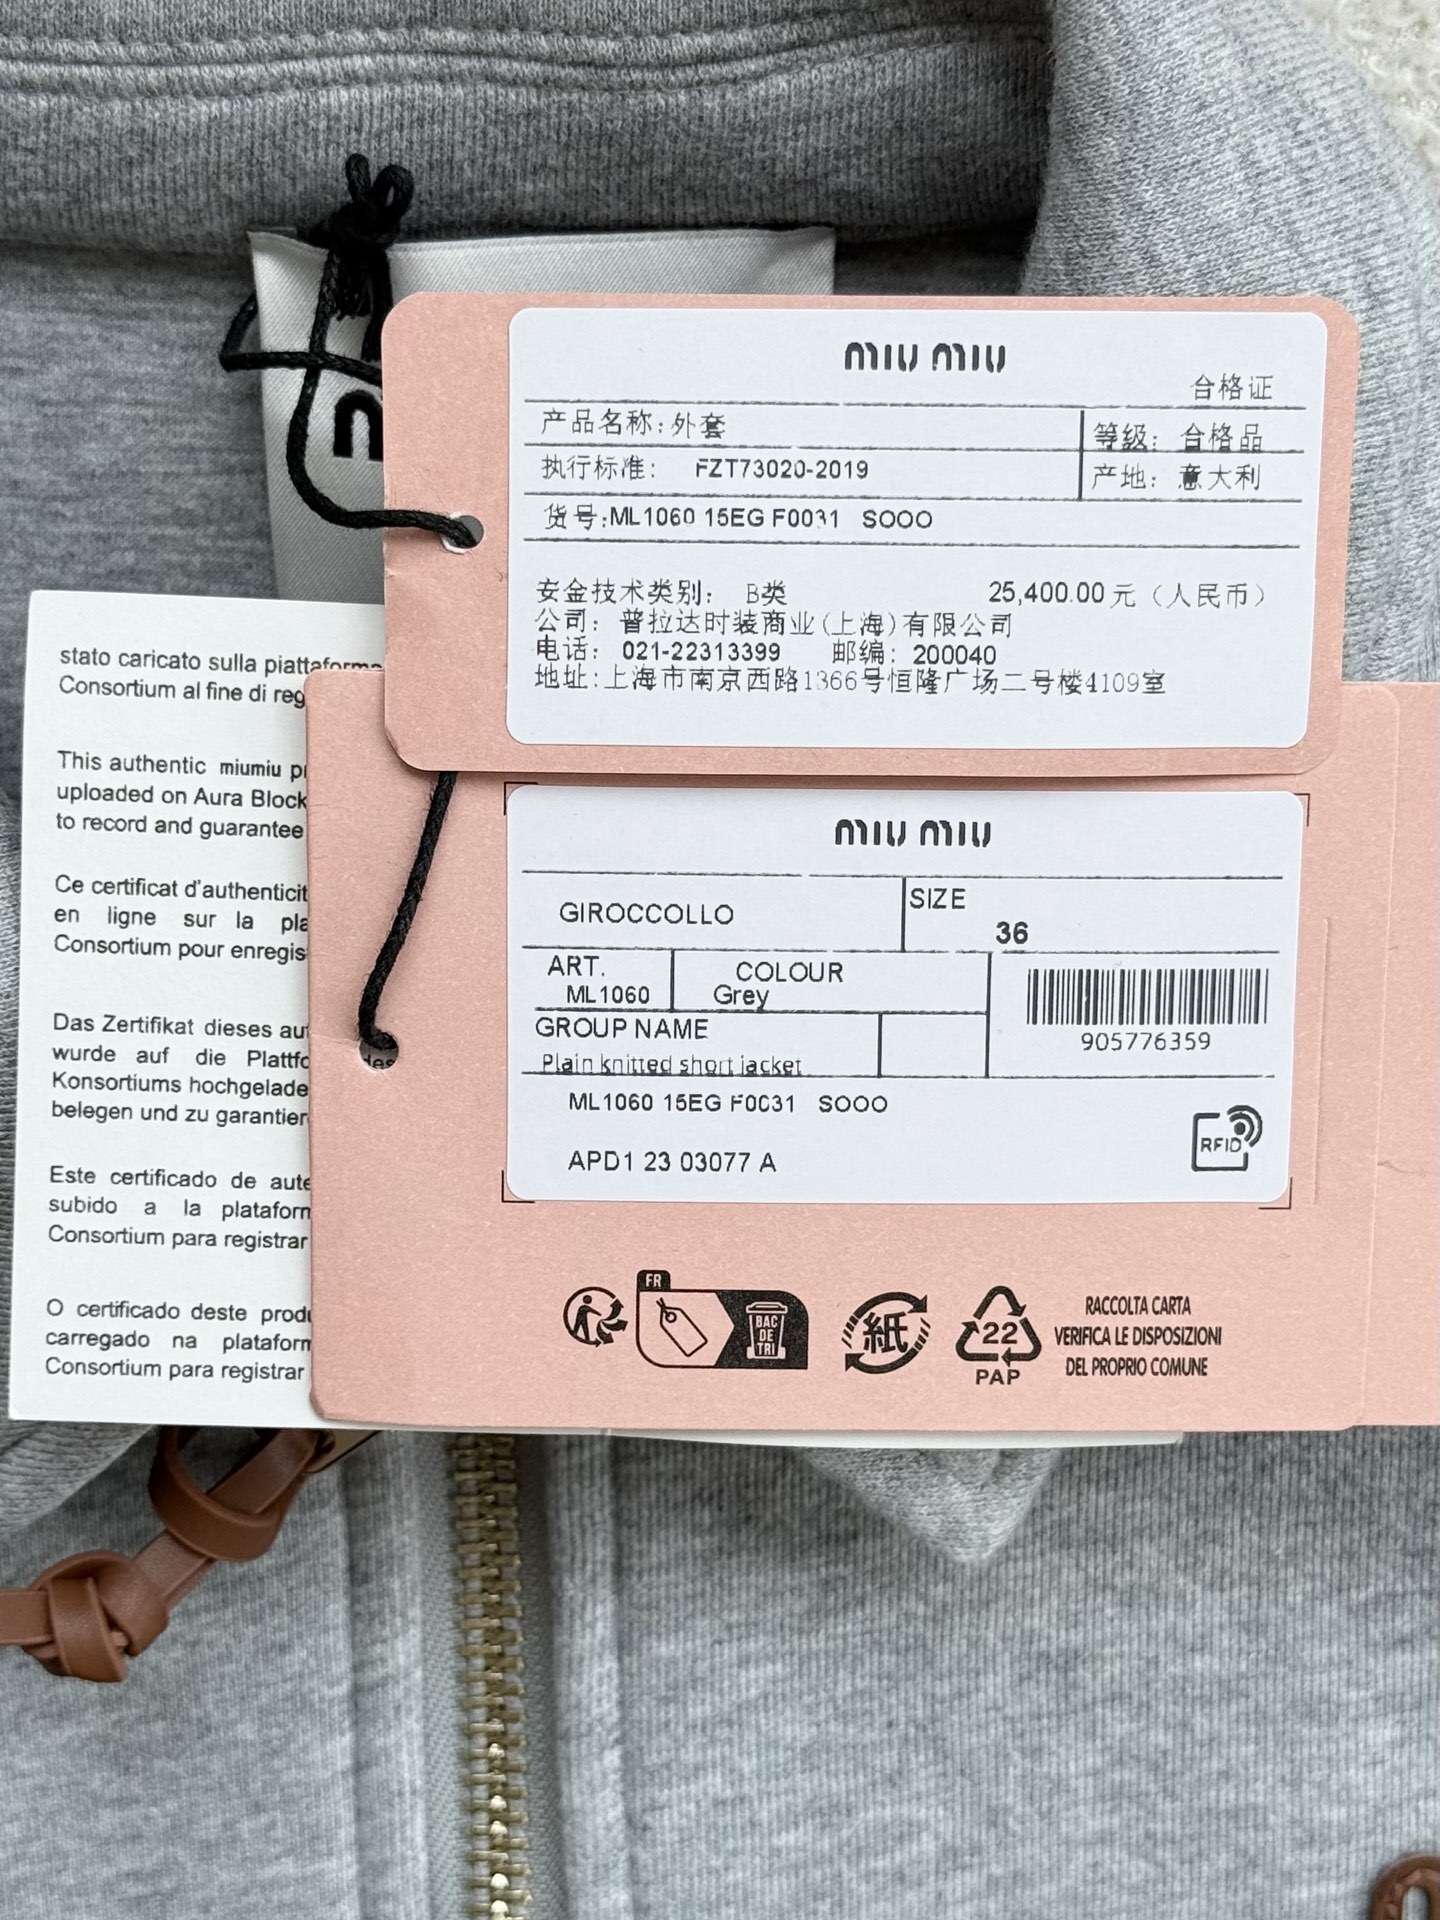 miu miu
合格证
产品名称:外套
等级: 合格品
执行标准: FZT73020-2019
产地: 意大利
货号:ML1060 15EG F0031 SOOO
安金技术类别: B类 25,400.00元(人民币)
公司: 普拉达时装商业(上海)有限公司
电话: 021-22313399 邮编: 200040
地址:上海市南京西路1366号恒隆广场二号楼4109室
stato caricato sulla piattaforma
Consortium al fine di reg
This authentic miumiu
uploaded on Aura Block
to record and guarantee
Ce certificat d'authenticit
en ligne sur la pla
Consortium pour enregis
Das Zertifikat dieses au
wurde auf die Plattfo
des
Konsortiums hochgelade
belegen und zu garantier
Este certificado de aute
subido a la plataform
Consortium para registrar
O certificado deste produ
carregado na plataform
Consortium para registrar
miu miu
GIROCCOLLO
SIZE
36
ART.
ML1060
COLOUR
Grey
GROUP NAME
Plain knitted short jacket
905776359
ML1060 15EG F0031 SOOO
APD1 23 03077 A
RFID
FR
BAC
DE
TRI
紙
22
PAP
RACCOLTA CARTA
VERIFICA LE DISPOSIZIONI
DEL PROPRIO COMUNE